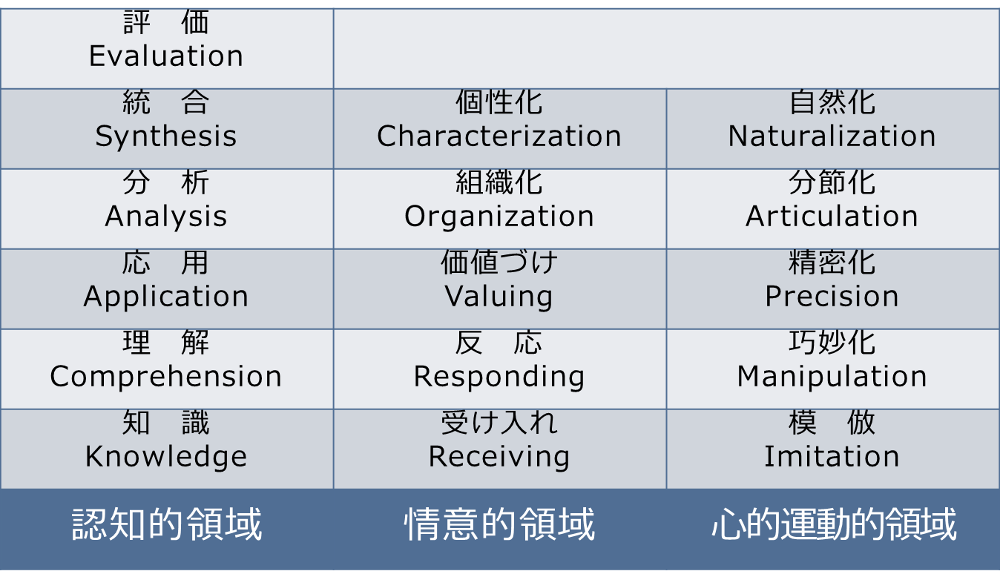 評　価
Evaluation
統　合
Synthesis
個性化
Characterization
自然化
Naturalization
分　析
Analysis
組織化
Organization
分節化
Articulation
応　用
Application
価値づけ
Valuing
精密化
Precision
理　解
Comprehension
反　応
Responding
巧妙化
Manipulation
知　識
Knowledge
受け入れ
Receiving
模　倣
Imitation
認知的領域
情意的領域
心的運動的領域